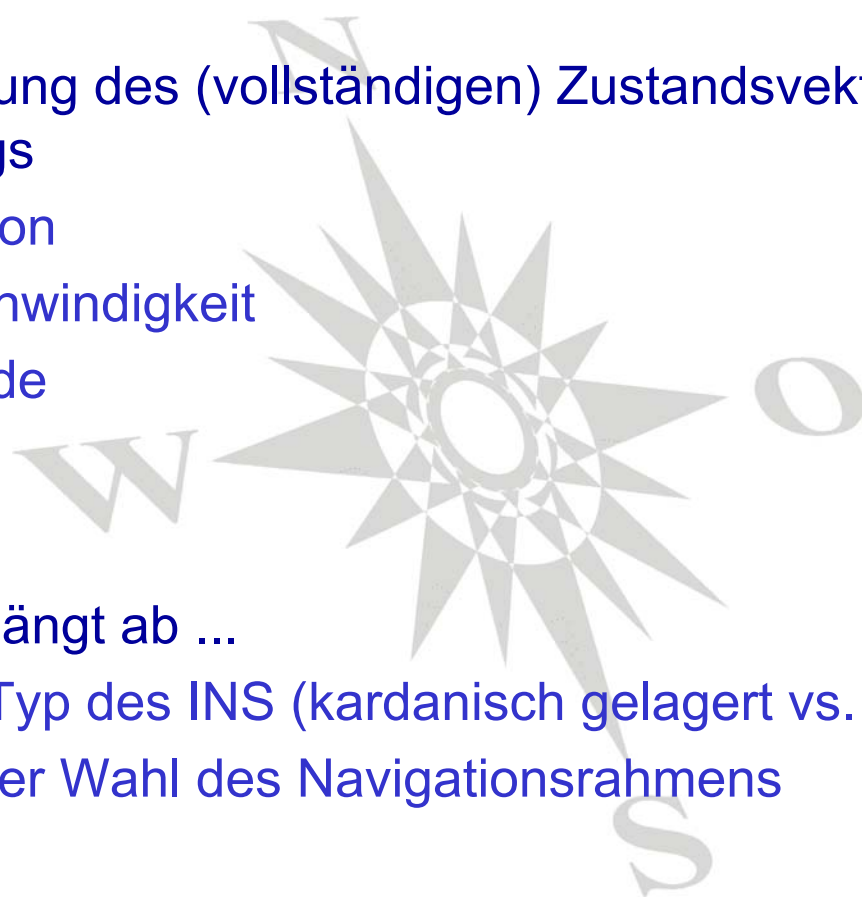 N
ung des (vollständigen) Zustandsvekt
gs
on
hwindigkeit
de
W
O
ängt ab ...
Typ des INS (kardanisch gelagert vs.
er Wahl des Navigationsrahmens
S